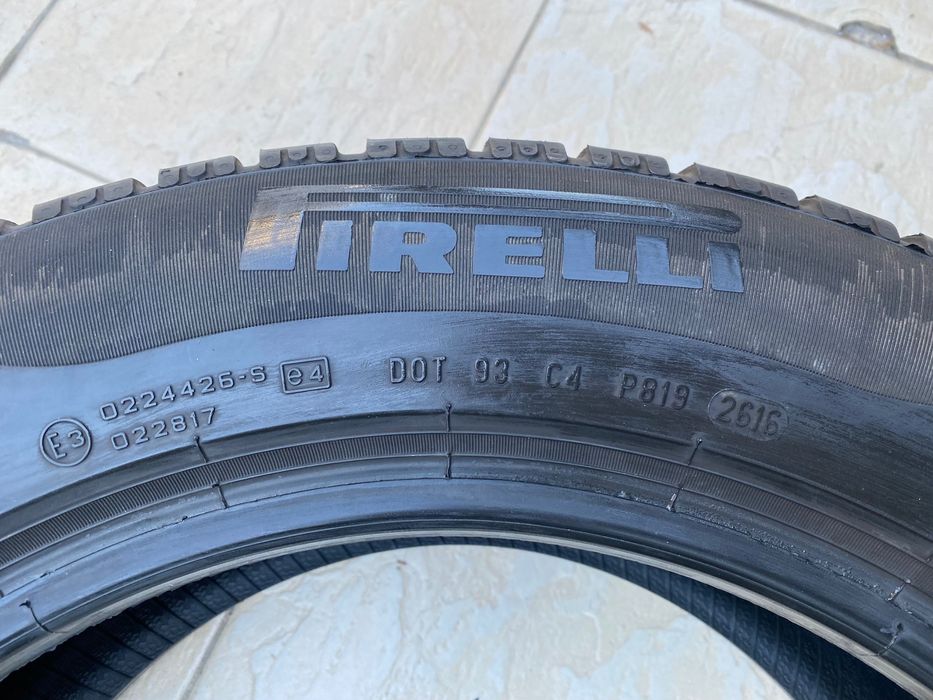 PIRELLI
0224426-S e4 DOT 93 C4 P819 2616
E3 022817